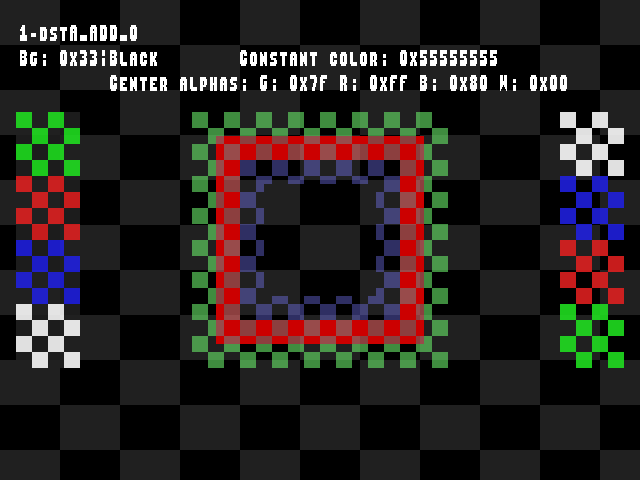 1-dstA_ADD_0
Bg: 0x33¦Black Constant color: 0x55555555
Center alphas: G: 0x7f R: 0xff B: 0x80 W: 0x00